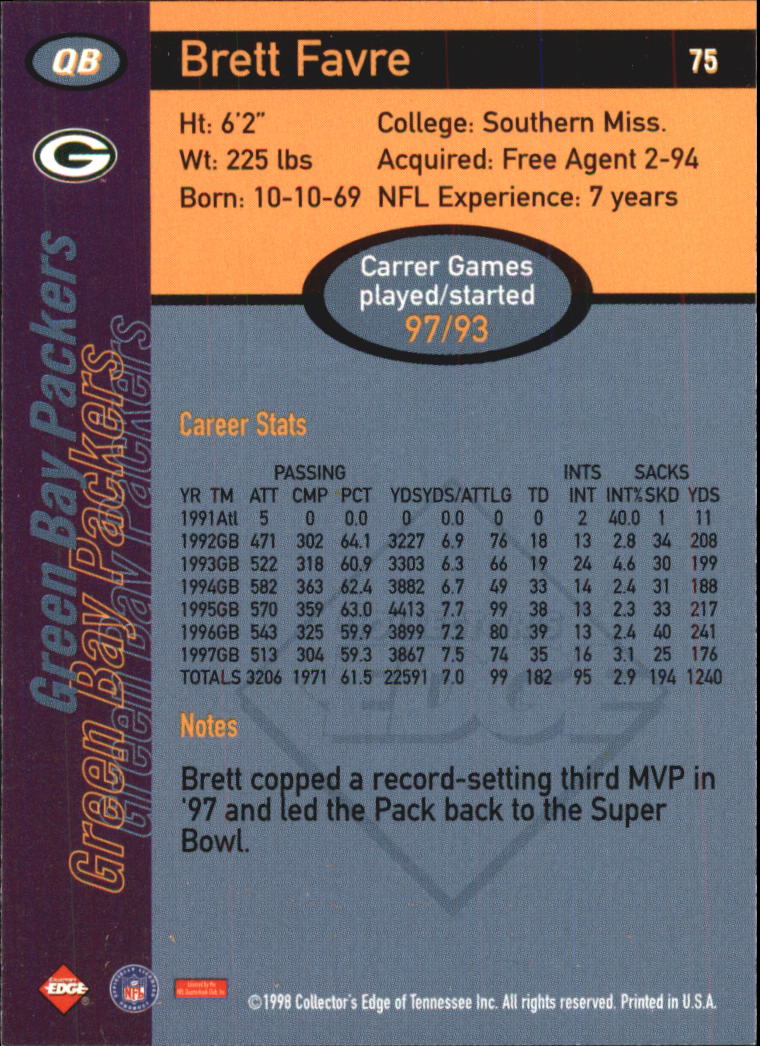 QB
Brett Favre
75
G
Ht: 6'2" College: Southern Miss.
Wt: 225 lbs Acquired: Free Agent 2-94
Born: 10-10-69 NFL Experience: 7 years
Carrer Games
played/started
97/93
Green Bay Packers
Green Bay Packers
Green Bay Packers
Career Stats
PASSING INTS SACKS
YR TM ATT CMP PCT YDSYDS/ATTLG TD INT INT%SKD YDS
1991Atl 5 0 0.0 0 0.0 0 0 2 40.0 1 11
1992GB 471 302 64.1 3227 6.9 76 18 13 2.8 34 208
1993GB 522 318 60.9 3303 6.3 66 19 24 4.6 30 199
1994GB 582 363 62.4 3882 6.7 49 33 14 2.4 31 188
1995GB 570 359 63.0 4413 7.7 99 38 13 2.3 33 217
1996GB 543 325 59.9 3899 7.2 80 39 13 2.4 40 241
1997GB 513 304 59.3 3867 7.5 74 35 16 3.1 25 176
TOTALS 3206 1971 61.5 22591 7.0 99 182 95 2.9 194 1240
EDGE
Notes
Brett copped a record-setting third MVP in
'97 and led the Pack back to the Super
Bowl.
EDGE
NFL
©1998 Collector's Edge of Tennessee Inc. All rights reserved. Printed in U.S.A.